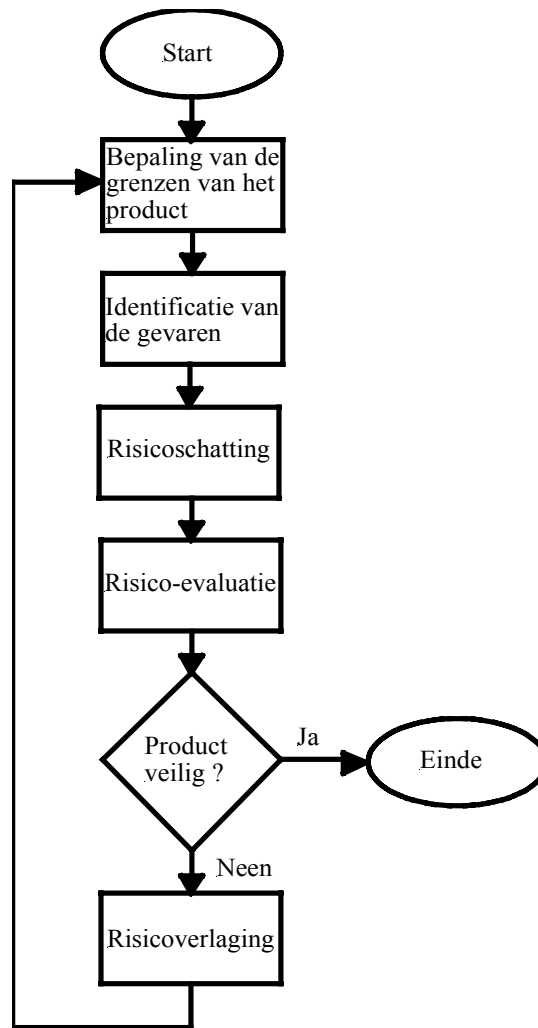 Start
Bepaling van de
grenzen van het
product
Identificatie van
de gevaren
Risicoschatting
Risico-evaluatie
Product
veilig ?
Ja
Einde
Neen
Risicoverlaging